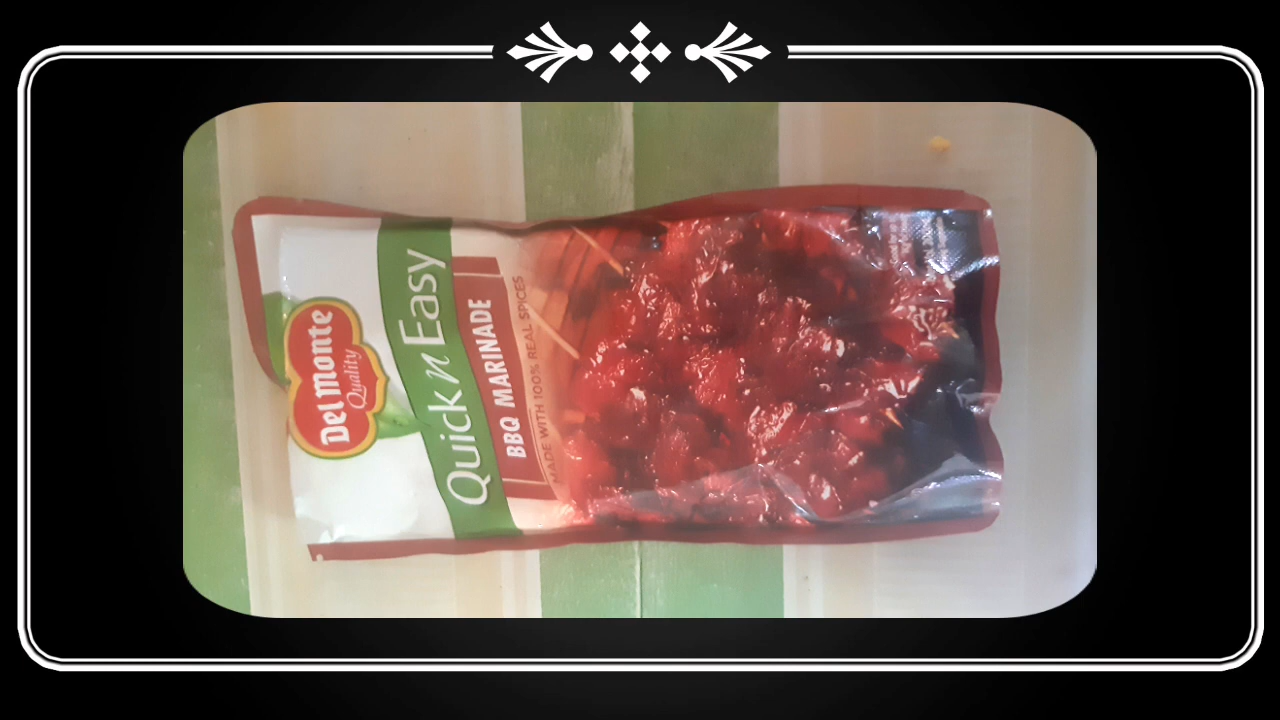 Del Monte
Quality
Quick n Easy
BBQ MARINADE
MADE WITH 100% REAL SPICES